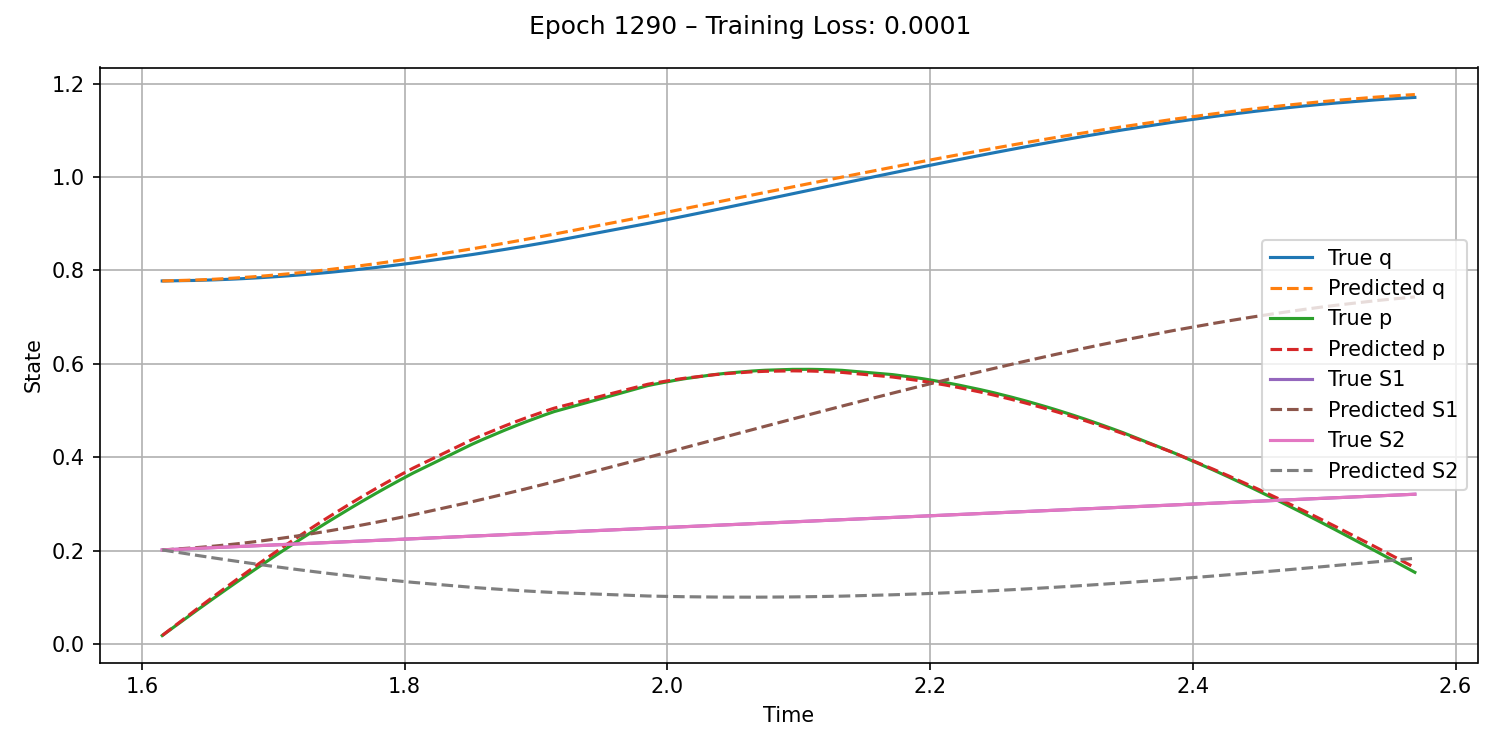 Epoch 1290 – Training Loss: 0.0001
1.2
1.0
0.8
0.6
0.4
0.2
0.0
State
True q
Predicted q
True p
Predicted p
True S1
Predicted S1
True S2
Predicted S2
1.6 1.8 2.0 2.2 2.4 2.6
Time